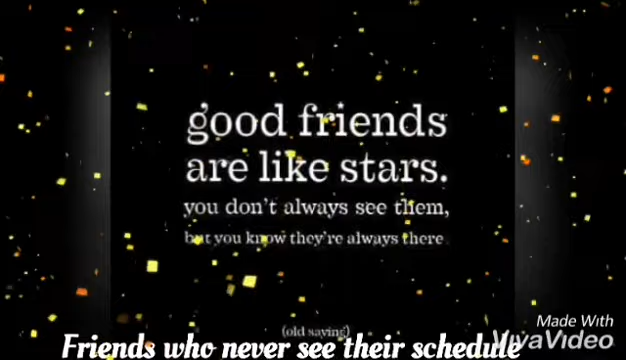 good friends
are like stars.
you don't always see them,
but you know they're always there
(old saying)
Friends who never see their schedule
Made With
VivaVideo